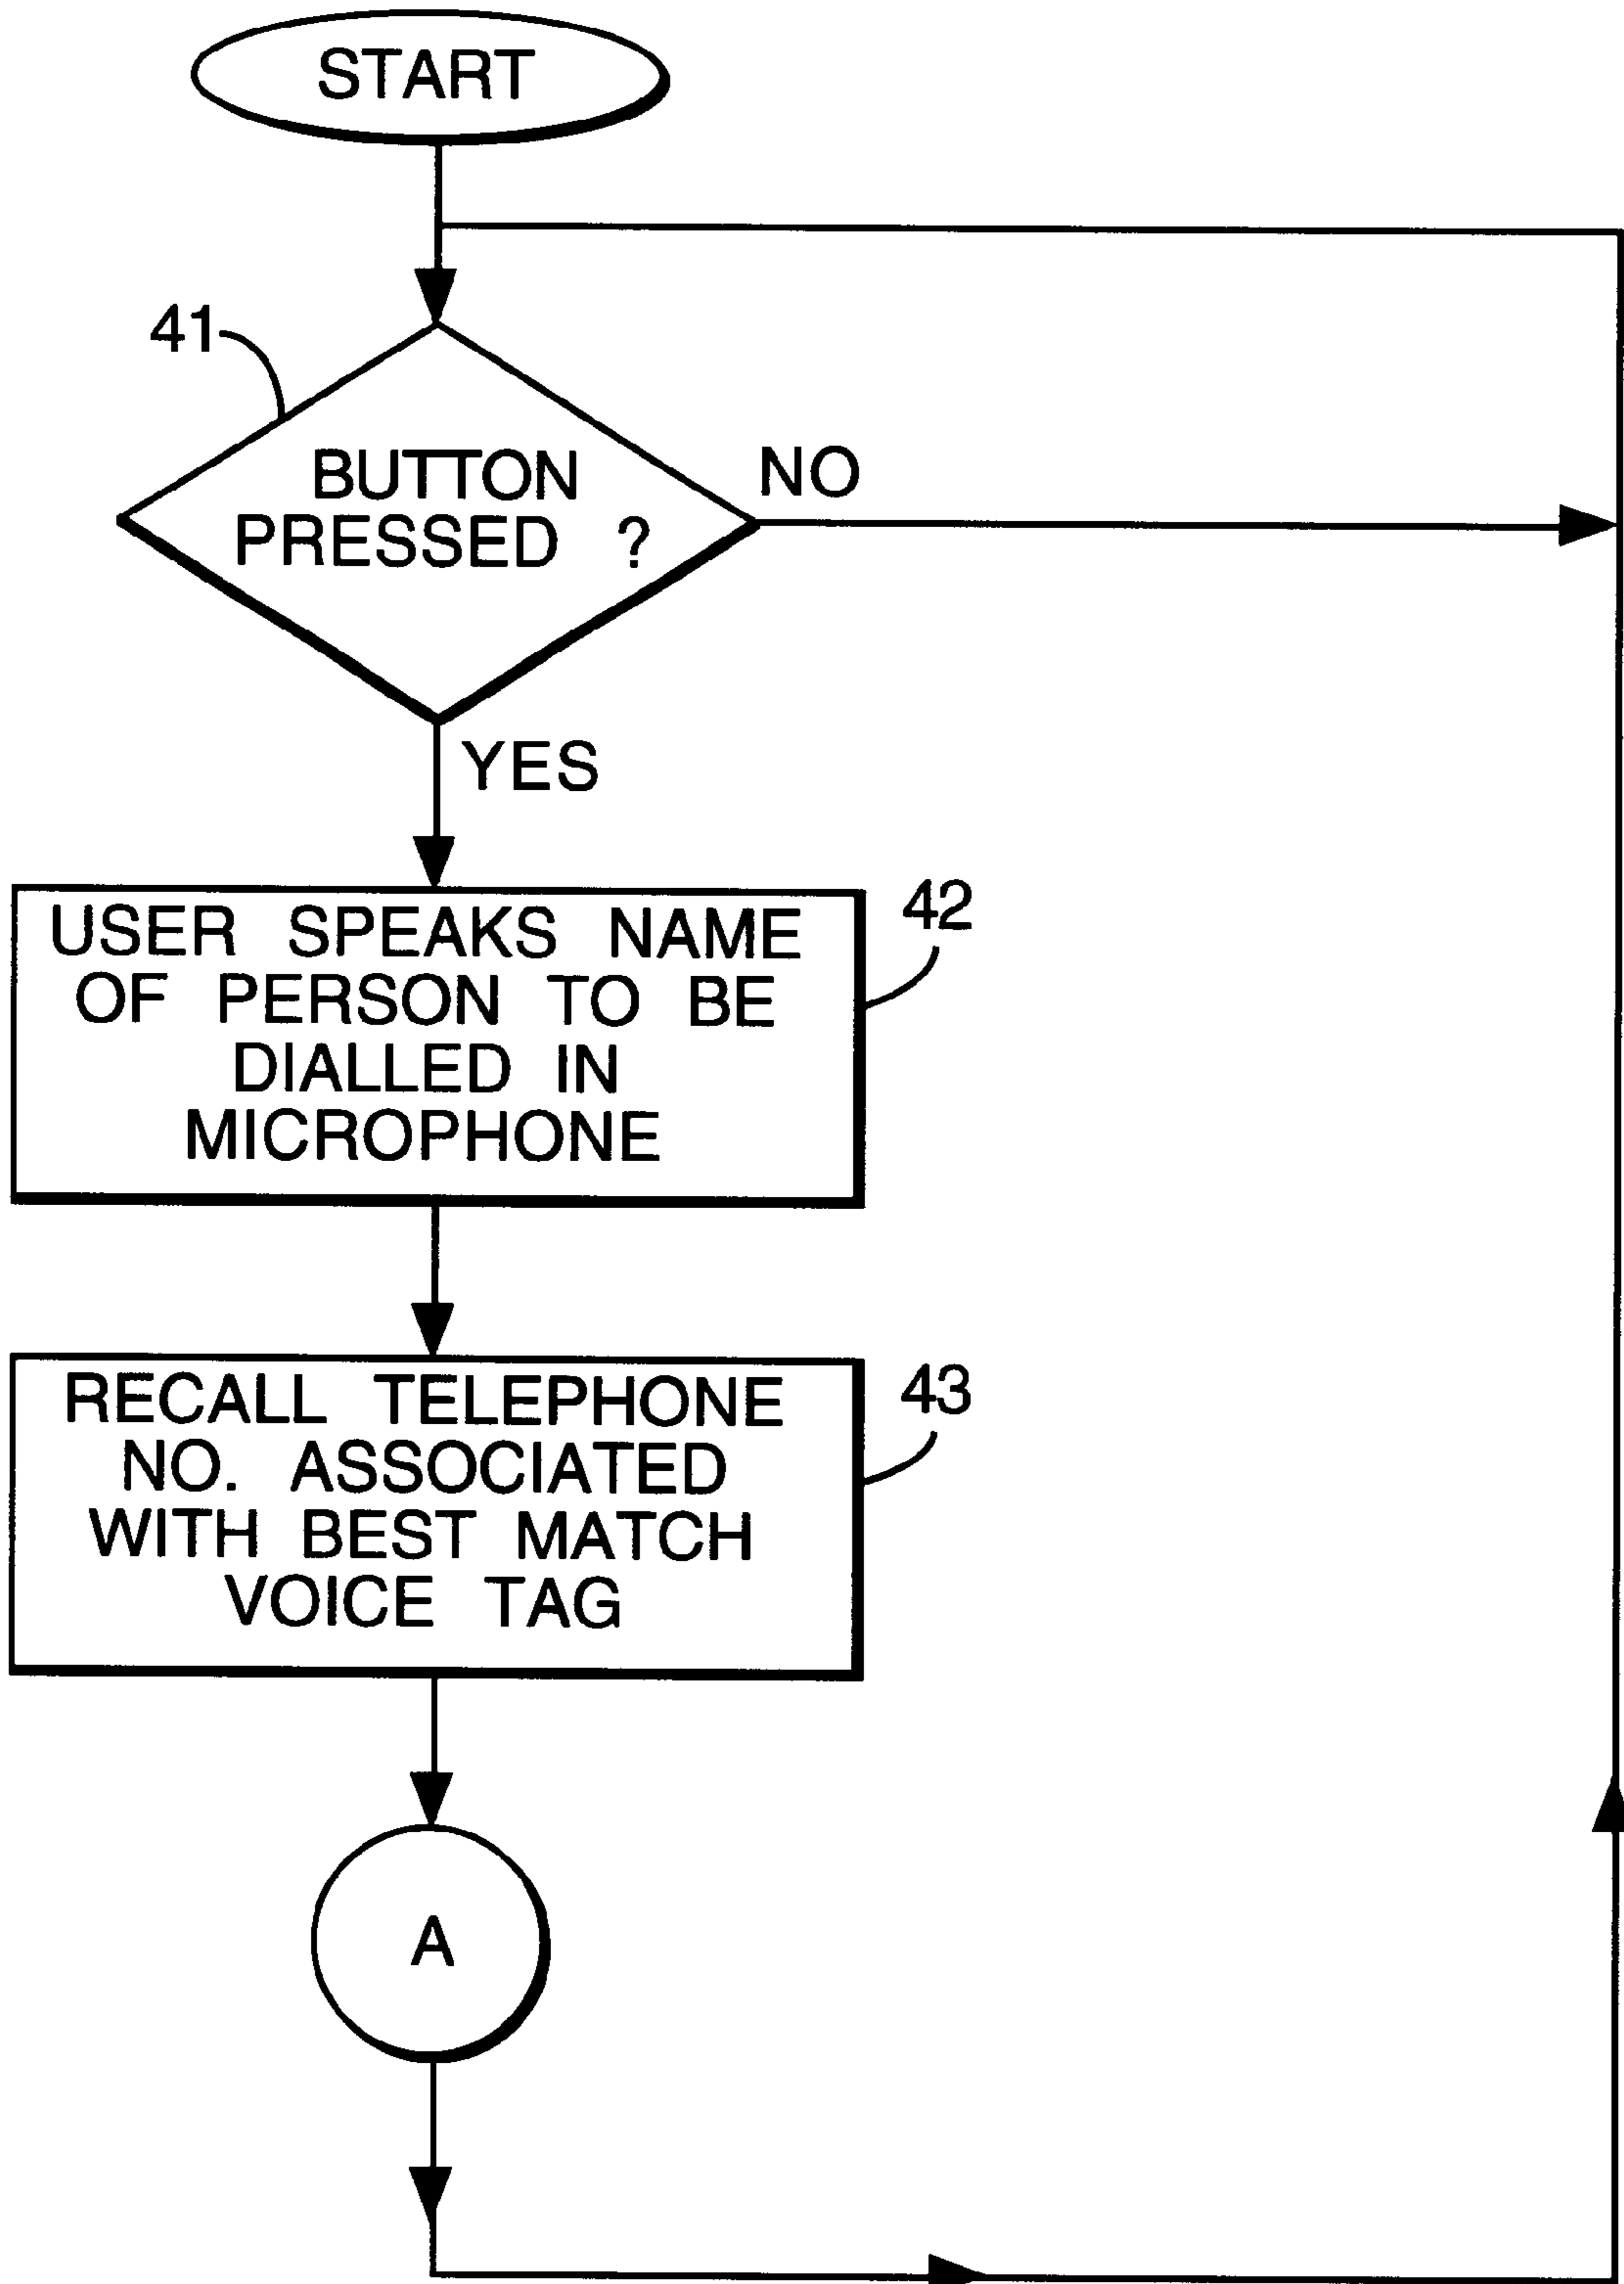 START
41
BUTTON
PRESSED ?
NO
YES
USER SPEAKS NAME
OF PERSON TO BE
DIALLED IN
MICROPHONE
42
RECALL TELEPHONE
NO. ASSOCIATED
WITH BEST MATCH
VOICE TAG
43
A